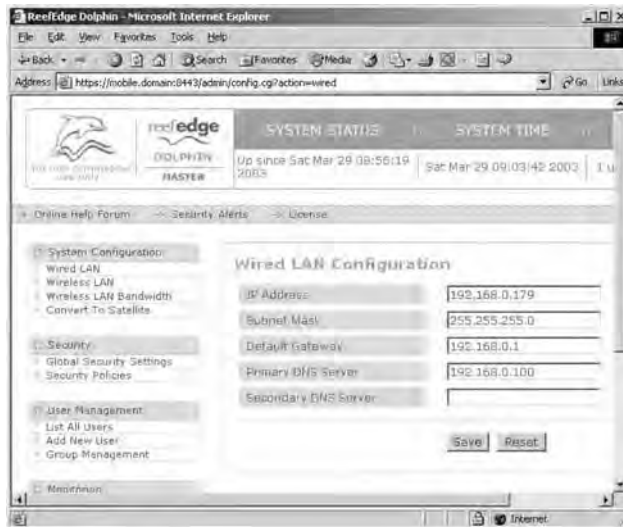 ReefEdge Dolphin - Microsoft Internet Explorer
File Edit View Favorites Tools Help
Back Search Favorites Media
Address https://mobile.domain:8443/admin/config.cgi?action=wired Go Links
reefedge
DOLPHIN
MASTER
SYSTEM STATUS SYSTEM TIME
Up since Sat Mar 29 08:56:19 2003
Sat Mar 29 09:03:42 2003
1 u
Online Help Forum Security Alerts License
System Configuration
Wired LAN
Wireless LAN
Wireless LAN Bandwidth
Convert To Satellite
Security
Global Security Settings
Security Policies
User Management
List All Users
Add New User
Group Management
Wired LAN Configuration
IP Address 192.168.0.179
Subnet Mask 255.255.255.0
Default Gateway 192.168.0.1
Primary DNS Server 192.168.0.100
Secondary DNS Server
Save Reset
Internet